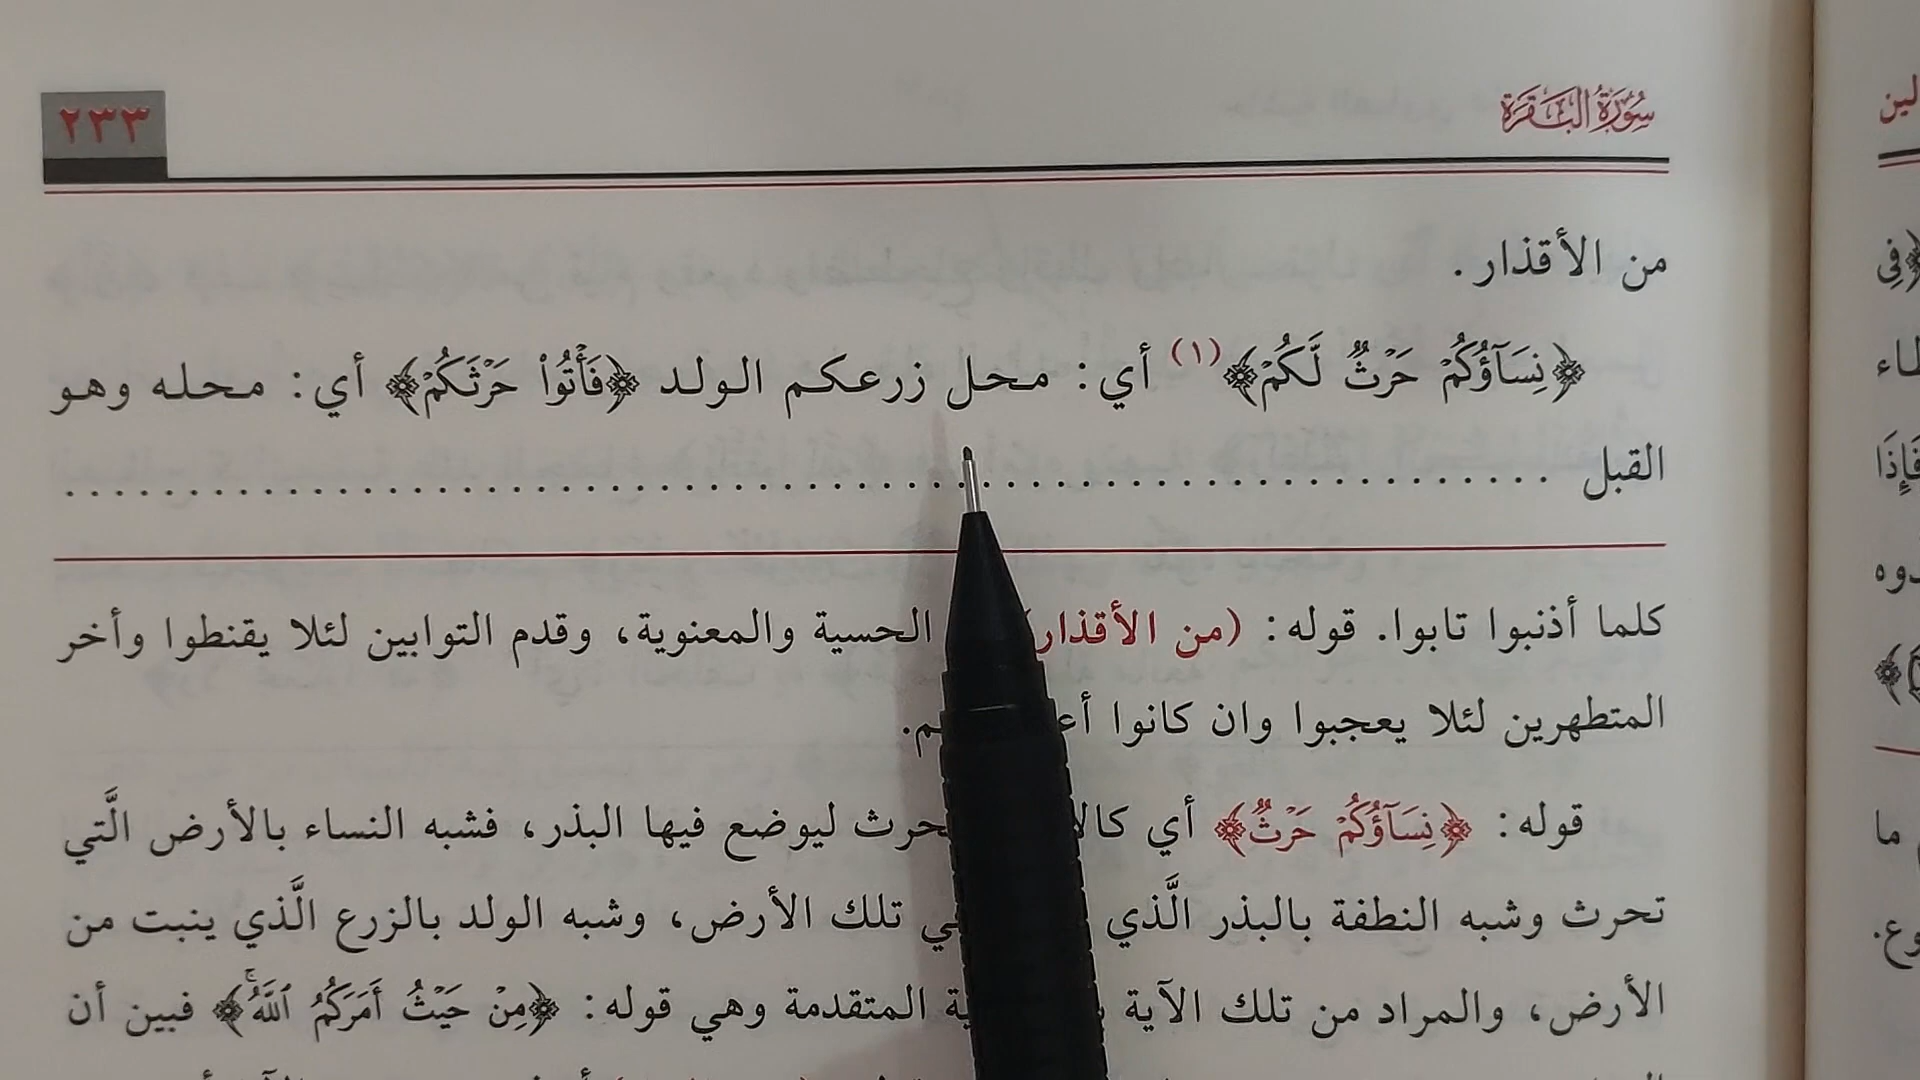 سُورَةُ البَقَرَة
٢٣٣
من الأقذار.
﴿نِسَآؤُكُمْ حَرْثٌ لَّكُمْ﴾(١) أي: محل زرعكم الولد ﴿فَأْتُوا۟ حَرْثَكُمْ﴾ أي: محله وهو
القبل ......................................................
كلما أذنبوا تابوا. قوله: (من الأقذار) الحسية والمعنوية، وقدم التوابين لئلا يقنطوا وأخر
المتطهرين لئلا يعجبوا وان كانوا
قوله: ﴿نِسَآؤُكُمْ حَرْثٌ﴾ أي ليوضع فيها البذر، فشبه النساء بالأرض الَّتي
تحرث وشبه النطفة بالبذر الَّذي تلك الأرض، وشبه الولد بالزرع الَّذي ينبت من
الأرض، والمراد من تلك الآية المتقدمة وهي قوله: ﴿مِنْ حَيْثُ أَمَرَكُمُ ٱللَّهُ ۚ﴾ فبين أن